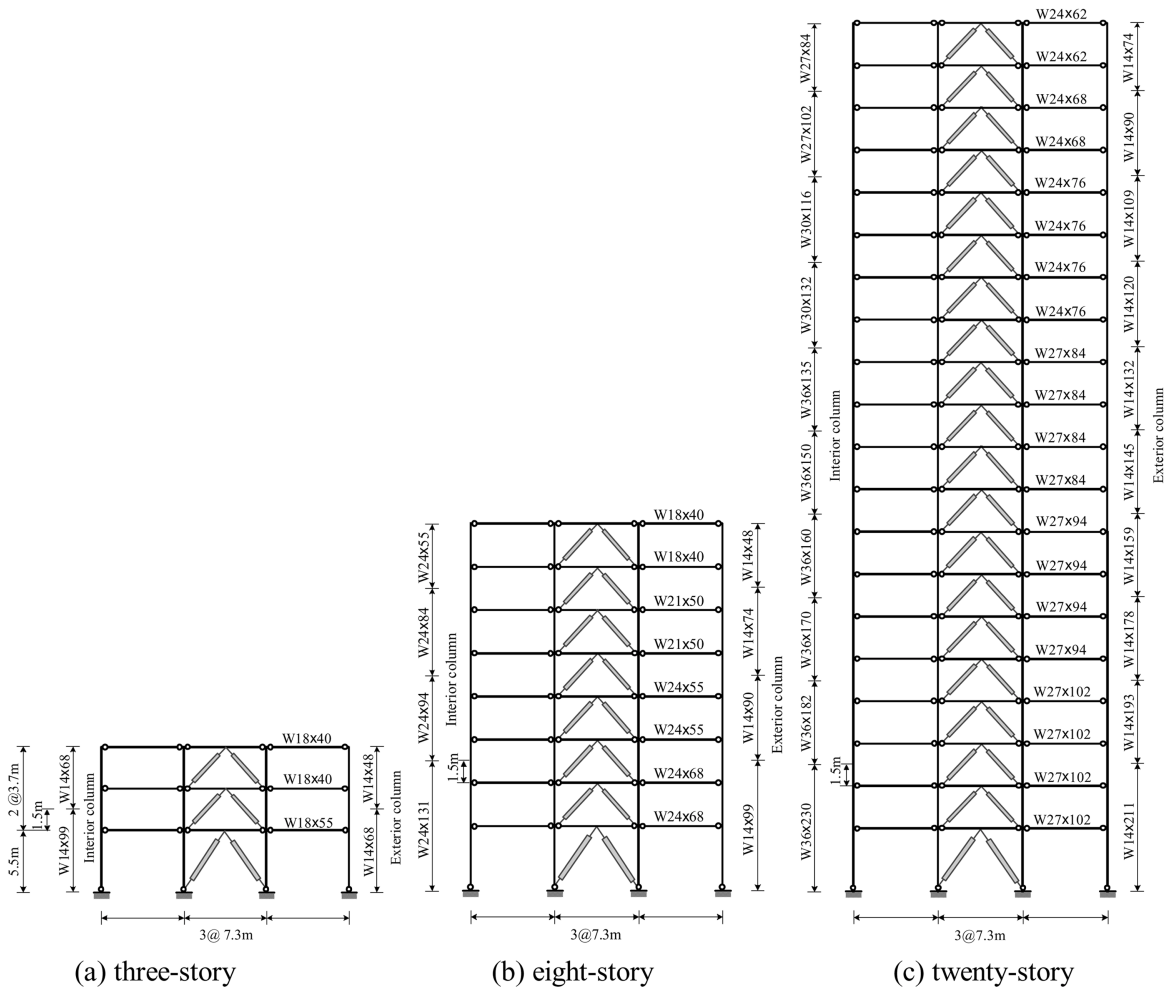 W24x62
W24x62
W24x68
W24x68
W24x76
W24x76
W24x76
W24x76
W27x84
W27x84
W27x84
W27x84
W27x94
W27x94
W27x94
W27x94
W27x102
W27x102
W27x102
W27x102
W27x84
W27x102
W30x116
W30x132
W36x135
W36x150
W36x160
W36x170
W36x182
W36x230
Interior column
1.5m
W14x74
W14x90
W14x109
W14x120
W14x132
W14x145
W14x159
W14x178
W14x193
W14x211
Exterior column
3@7.3m
W18x40
W18x40
W21x50
W21x50
W24x55
W24x55
W24x68
W24x68
W24x55
W24x84
W24x94
W24x131
Interior column
1.5m
W14x48
W14x74
W14x90
W14x99
Exterior column
3@7.3m
W18x40
W18x40
W18x55
2 @3.7m
5.5m
1.5m
W14x68
W14x99
Interior column
W14x48
W14x68
Exterior column
3@ 7.3m
(a) three-story
(b) eight-story
(c) twenty-story